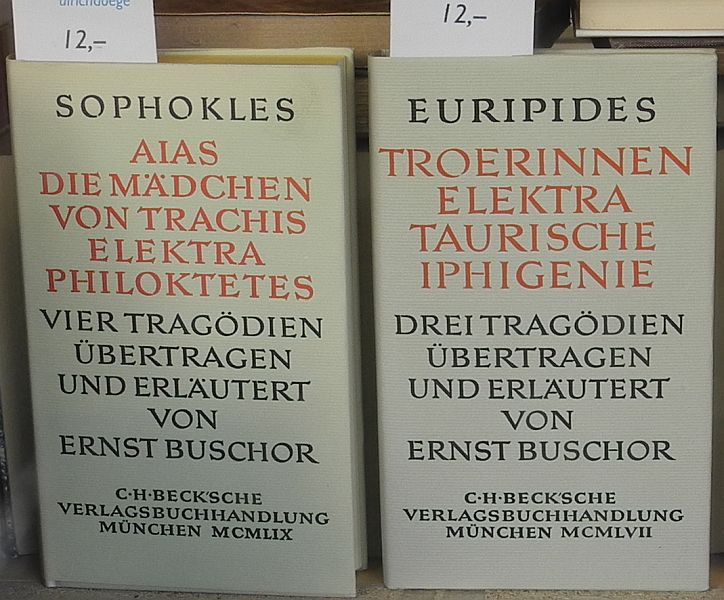 ulrichdoege
12,–
SOPHOKLES
AIAS
DIE MÄDCHEN
VON TRACHIS
ELEKTRA
PHILOKTETES
VIER TRAGÖDIEN
ÜBERTRAGEN
UND ERLÄUTERT
VON
ERNST BUSCHOR
C·H·BECK'SCHE
VERLAGSBUCHHANDLUNG
MÜNCHEN MCMLIX
12,–
EURIPIDES
TROERINNEN
ELEKTRA
TAURISCHE
IPHIGENIE
DREI TRAGÖDIEN
ÜBERTRAGEN
UND ERLÄUTERT
VON
ERNST BUSCHOR
C·H·BECK'SCHE
VERLAGSBUCHHANDLUNG
MÜNCHEN MCMLVII